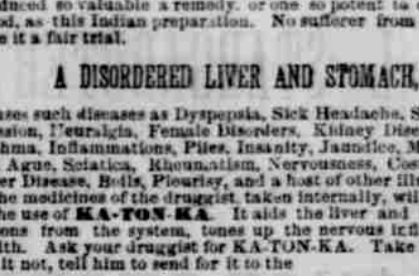 duced so valuable a remedy, or one so potent to
od, as this Indian preparation. No sufferer from
e it a fair trial.
A DISORDERED LIVER AND STOMACH,
uses such diseases as Dyspepsia, Sick Headache, S
ssion, Neuralgia, Female Disorders, Kidney Dise
hma, Inflammations, Piles, Insanity, Jaundice, M
Ague, Sciatica, Rheumatism, Nervousness, Cos
er Disease, Boils, Pleurisy, and a host of other ills
he medicines of the druggist, taken internally, wil
he use of KA-TON-KA. It aids the liver and
ons from the system, tones up the nervous
lth. Ask your druggist for KA-TON-KA. Take
it not, tell him to send for it to the